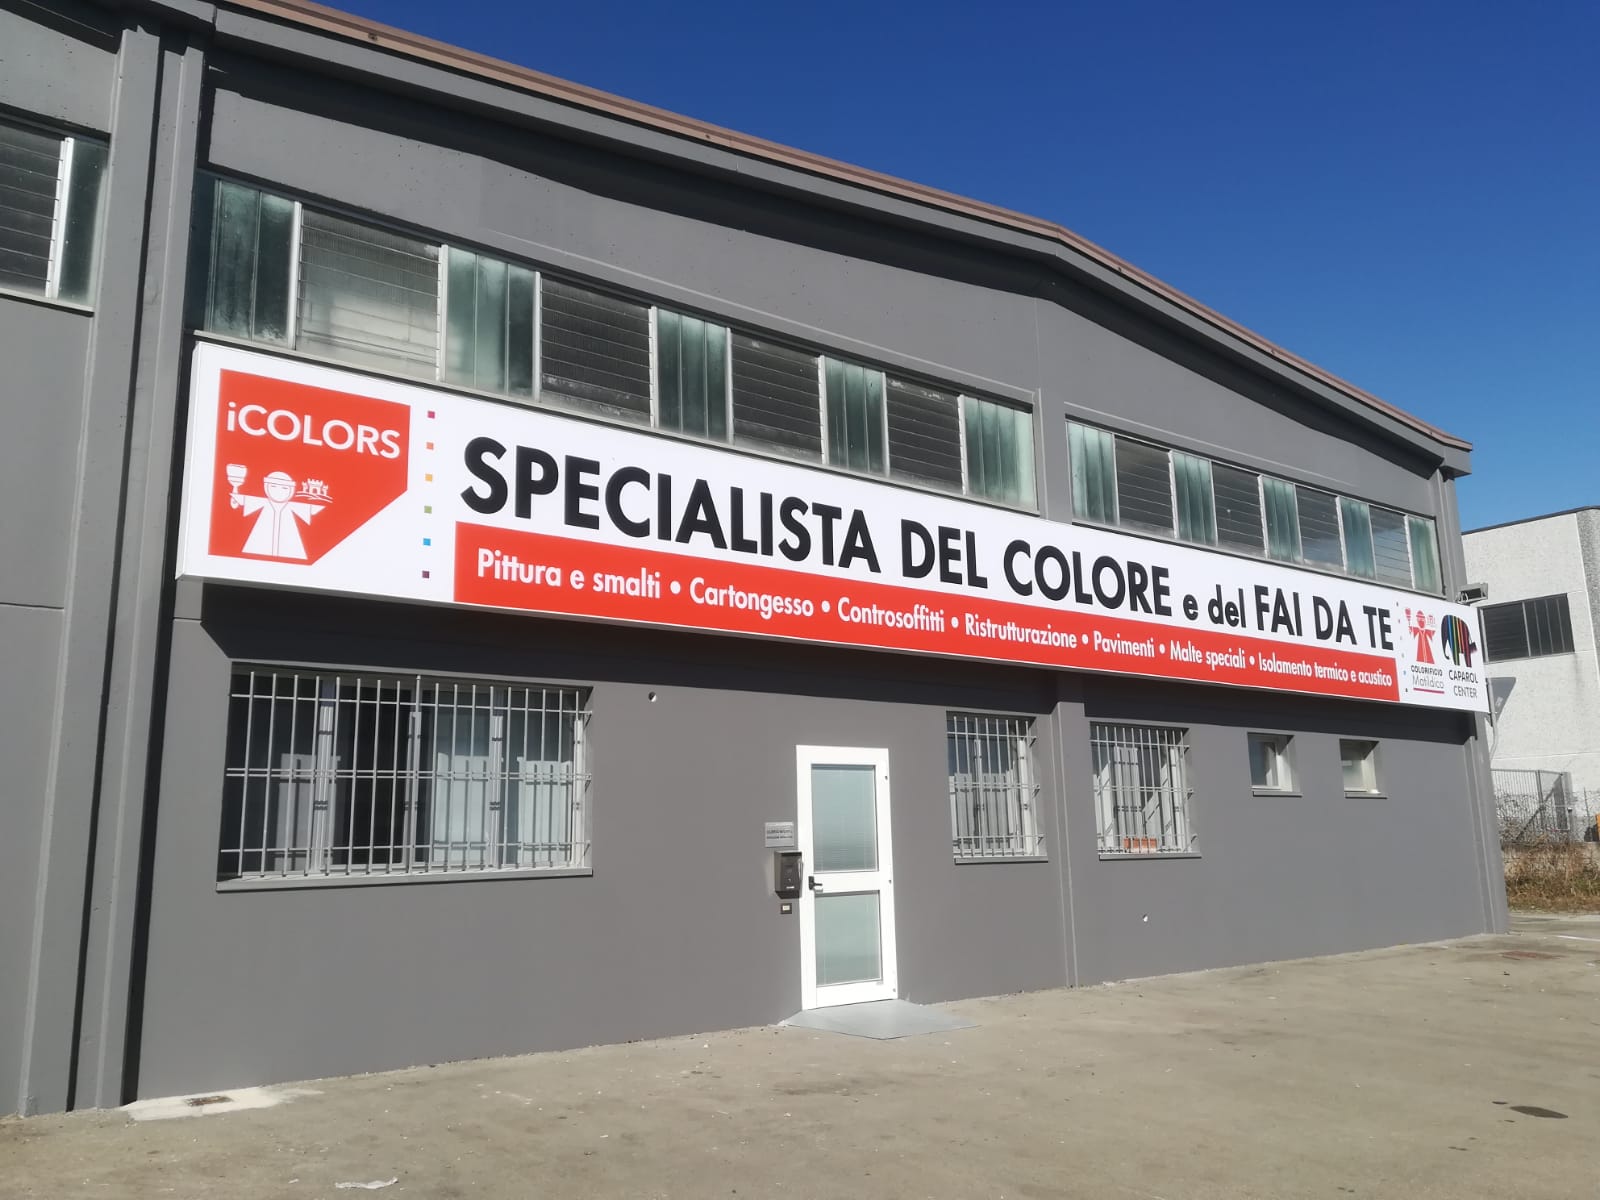 iCOLORS
SPECIALISTA DEL COLORE e del FAI DA TE
Pittura e smalti • Cartongesso • Controsoffitti • Ristrutturazione • Pavimenti • Malte speciali • Isolamento termico e acustico
COLORIFICIO
Matildico
CAPAROL
CENTER